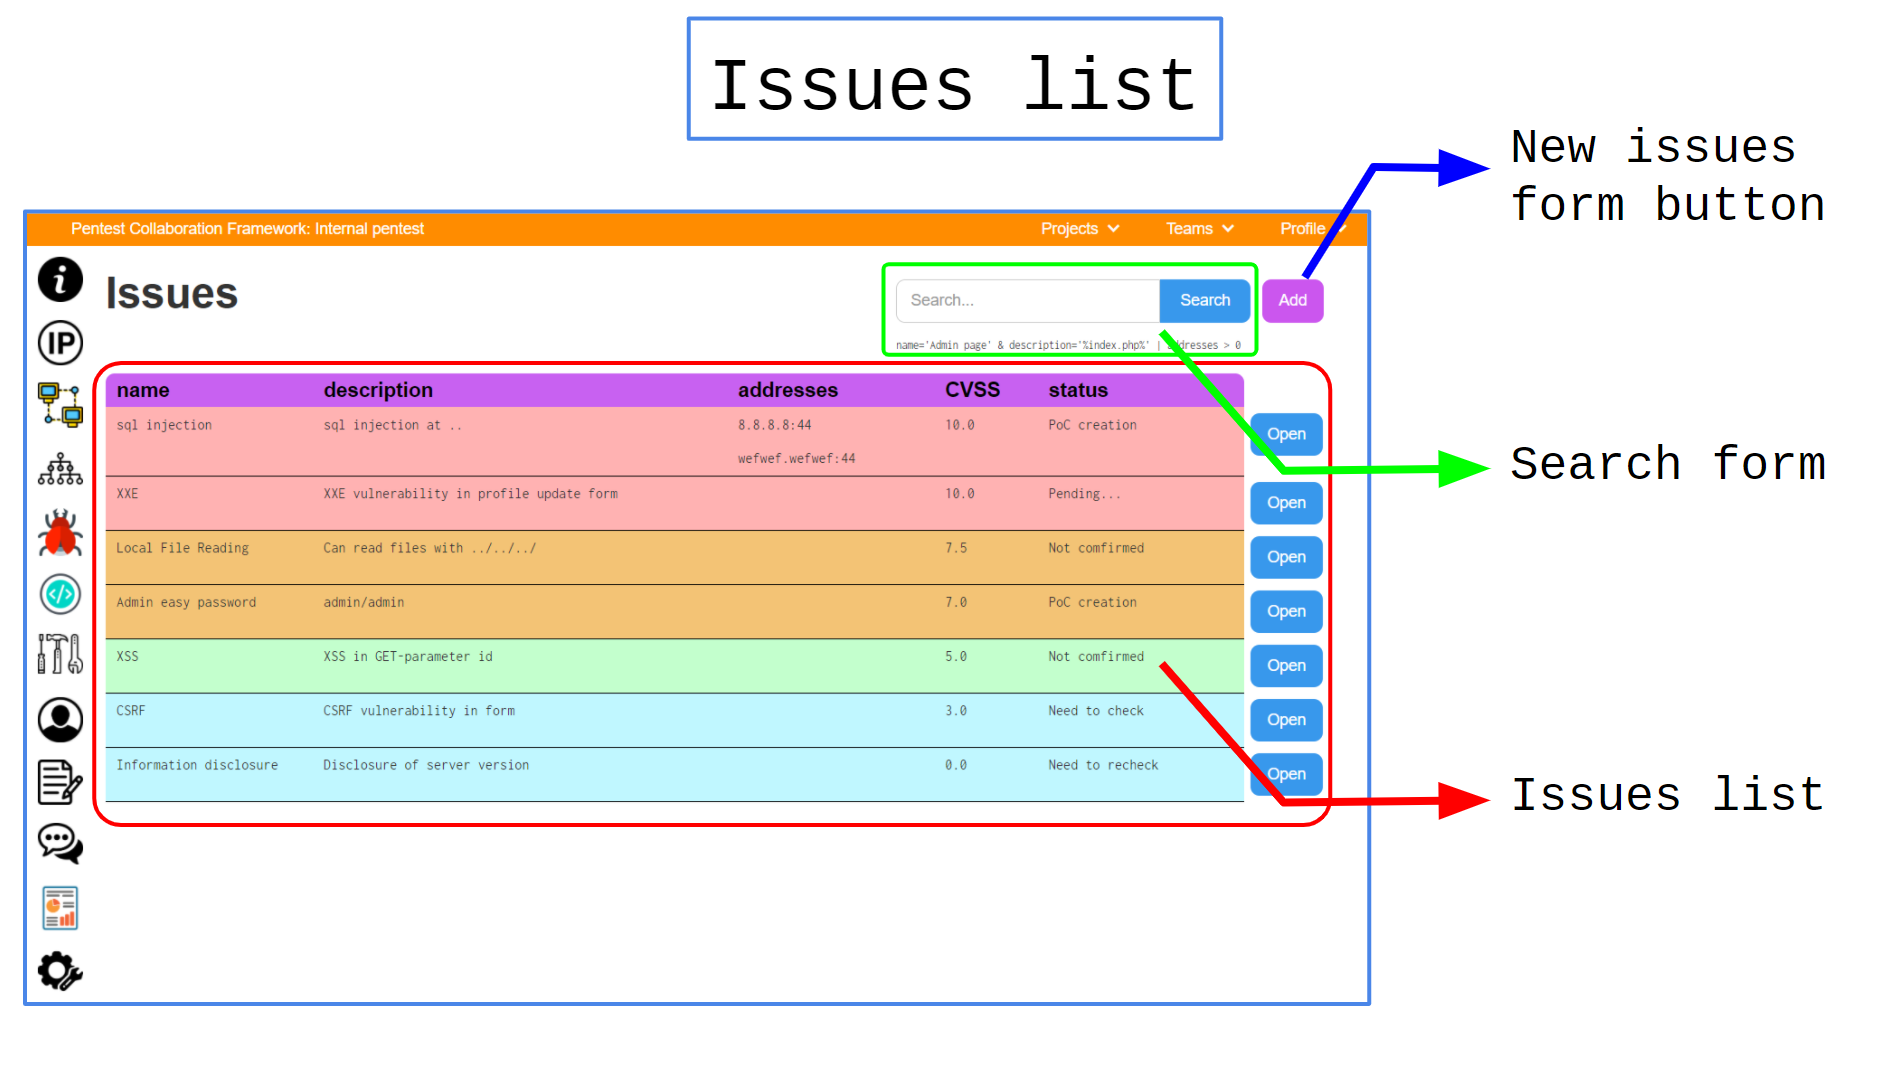 Issues list
New issues
form button
Pentest Collaboration Framework: Internal pentest
Projects
Teams
Profile
Issues
Search...
Search
Add
name='Admin page' & description='%index.php%' | addresses > 0
name description addresses CVSS status
sql injection sql injection at .. 8.8.8.8:44 10.0 PoC creation Open
wefwef.wefwef:44
Search form
XXE XXE vulnerability in profile update form 10.0 Pending... Open
Local File Reading Can read files with ../../../ 7.5 Not comfirmed Open
Admin easy password admin/admin 7.0 PoC creation Open
XSS XSS in GET-parameter id 5.0 Not comfirmed Open
CSRF CSRF vulnerability in form 3.0 Need to check Open
Information disclosure Disclosure of server version 0.0 Need to recheck Open
Issues list
IP